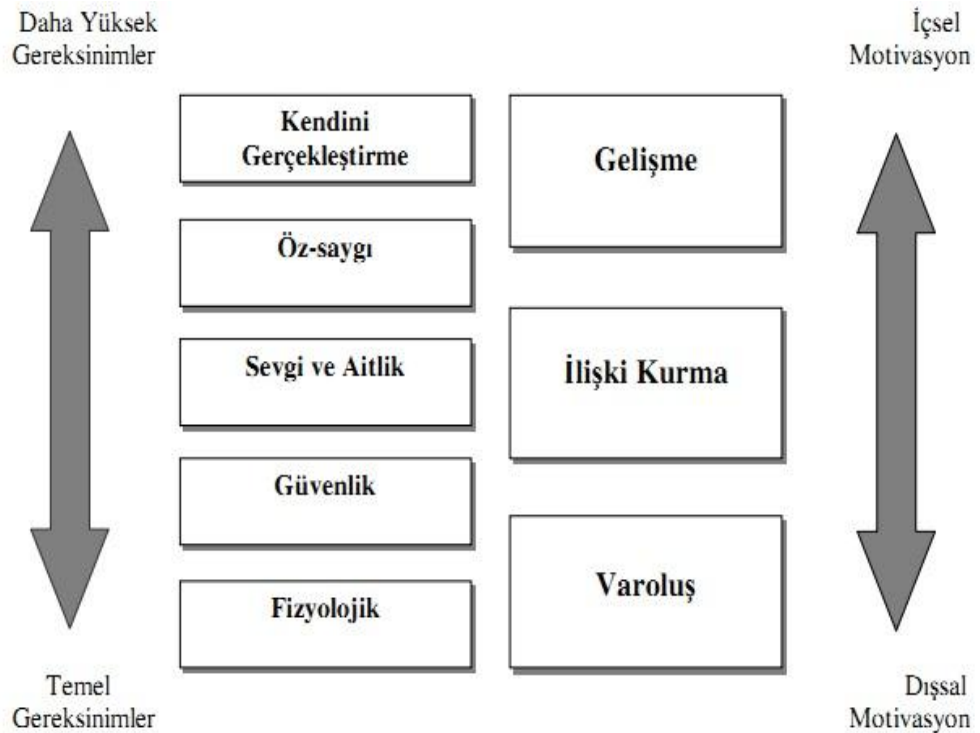 Daha Yüksek
Gereksinimler
İçsel
Motivasyon
Kendini
Gerçekleştirme
Gelişme
Öz-saygı
Sevgi ve Aitlik
İlişki Kurma
Güvenlik
Varoluş
Fizyolojik
Temel
Gereksinimler
Dışsal
Motivasyon